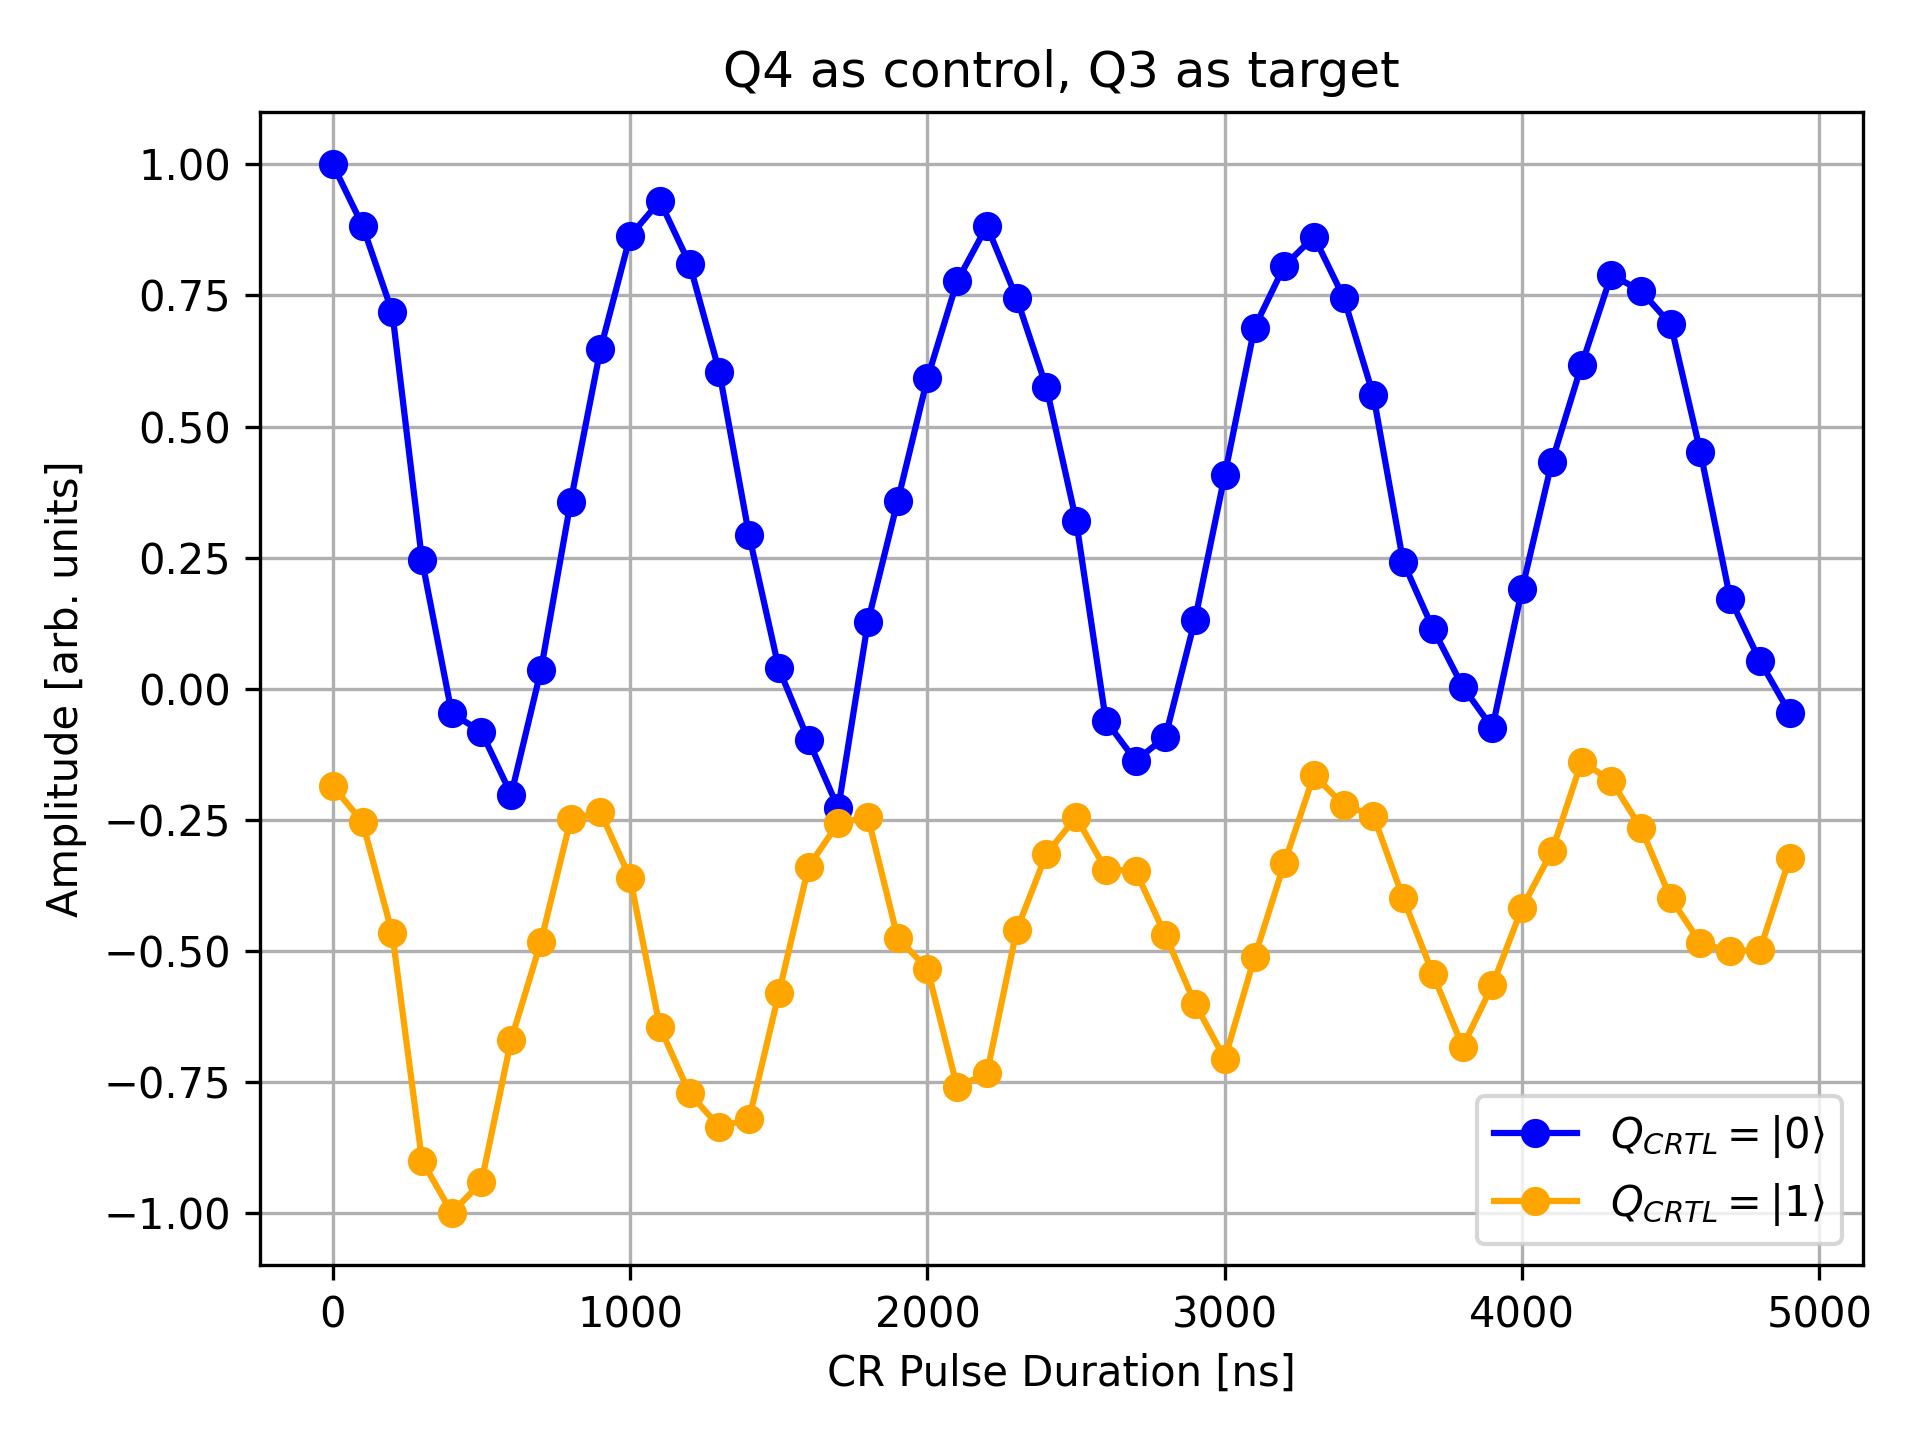 Q4 as control, Q3 as target
Amplitude [arb. units]
1.00
0.75
0.50
0.25
0.00
−0.25
−0.50
−0.75
−1.00
Q_CRTL = |0⟩
Q_CRTL = |1⟩
0 1000 2000 3000 4000 5000
CR Pulse Duration [ns]